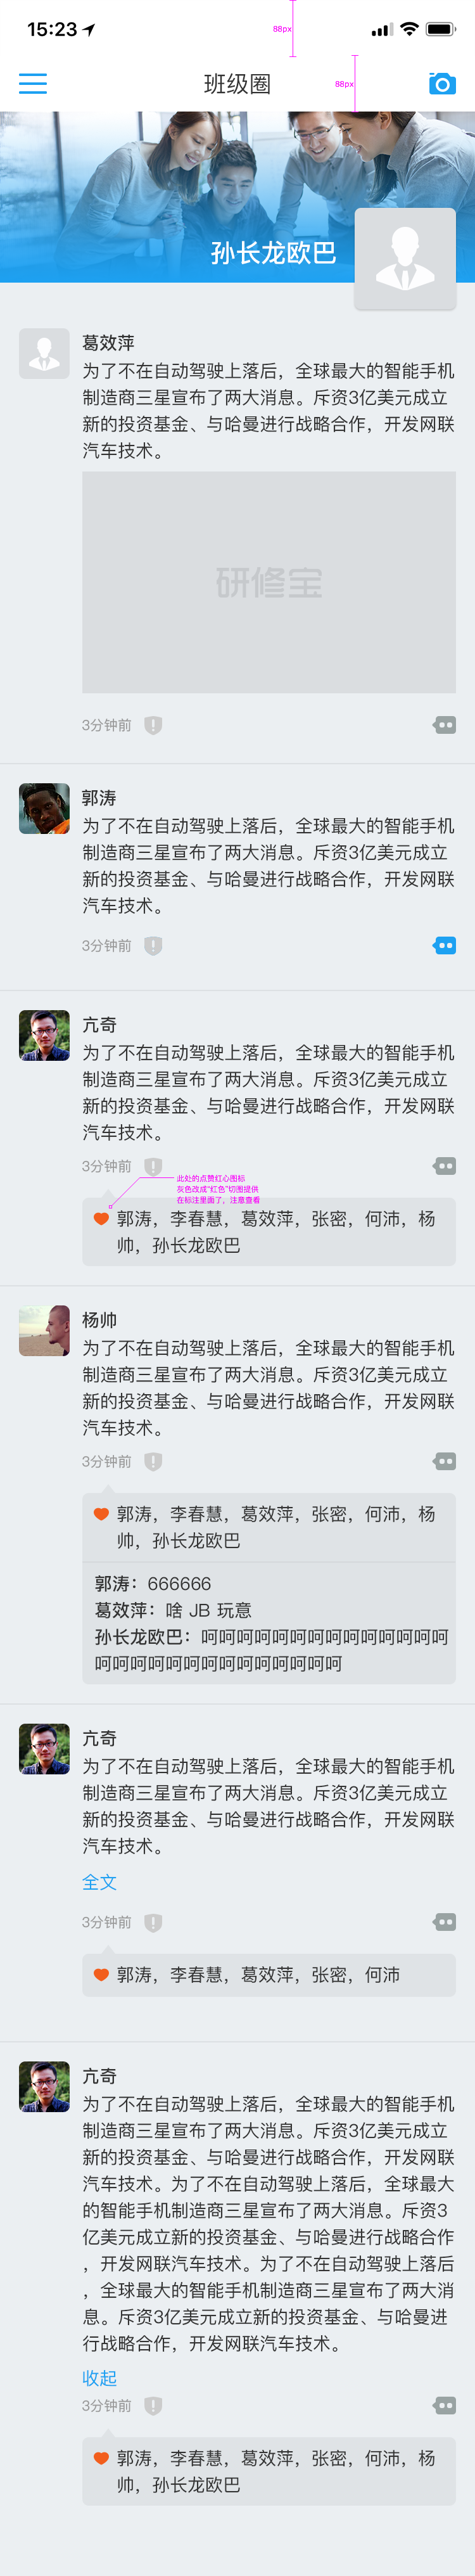 15:23
88px
班级圈
88px
孙长龙欧巴
葛效萍
为了不在自动驾驶上落后，全球最大的智能手机
制造商三星宣布了两大消息。斥资3亿美元成立
新的投资基金、与哈曼进行战略合作，开发网联
汽车技术。
研修宝
3分钟前
郭涛
为了不在自动驾驶上落后，全球最大的智能手机
制造商三星宣布了两大消息。斥资3亿美元成立
新的投资基金、与哈曼进行战略合作，开发网联
汽车技术。
3分钟前
亢奇
为了不在自动驾驶上落后，全球最大的智能手机
制造商三星宣布了两大消息。斥资3亿美元成立
新的投资基金、与哈曼进行战略合作，开发网联
汽车技术。
3分钟前
此处的点赞红心图标
灰色改成“红色”切图提供
在标注里面了，注意查看
郭涛，李春慧，葛效萍，张密，何沛，杨
帅，孙长龙欧巴
杨帅
为了不在自动驾驶上落后，全球最大的智能手机
制造商三星宣布了两大消息。斥资3亿美元成立
新的投资基金、与哈曼进行战略合作，开发网联
汽车技术。
3分钟前
郭涛，李春慧，葛效萍，张密，何沛，杨
帅，孙长龙欧巴
郭涛：666666
葛效萍：啥 JB 玩意
孙长龙欧巴：呵呵呵呵呵呵呵呵呵呵呵呵呵呵
呵呵呵呵呵呵呵呵呵呵呵呵呵呵
亢奇
为了不在自动驾驶上落后，全球最大的智能手机
制造商三星宣布了两大消息。斥资3亿美元成立
新的投资基金、与哈曼进行战略合作，开发网联
汽车技术。
全文
3分钟前
郭涛，李春慧，葛效萍，张密，何沛
亢奇
为了不在自动驾驶上落后，全球最大的智能手机
制造商三星宣布了两大消息。斥资3亿美元成立
新的投资基金、与哈曼进行战略合作，开发网联
汽车技术。为了不在自动驾驶上落后，全球最大
的智能手机制造商三星宣布了两大消息。斥资3
亿美元成立新的投资基金、与哈曼进行战略合作
，开发网联汽车技术。为了不在自动驾驶上落后
，全球最大的智能手机制造商三星宣布了两大消
息。斥资3亿美元成立新的投资基金、与哈曼进
行战略合作，开发网联汽车技术。
收起
3分钟前
郭涛，李春慧，葛效萍，张密，何沛，杨
帅，孙长龙欧巴